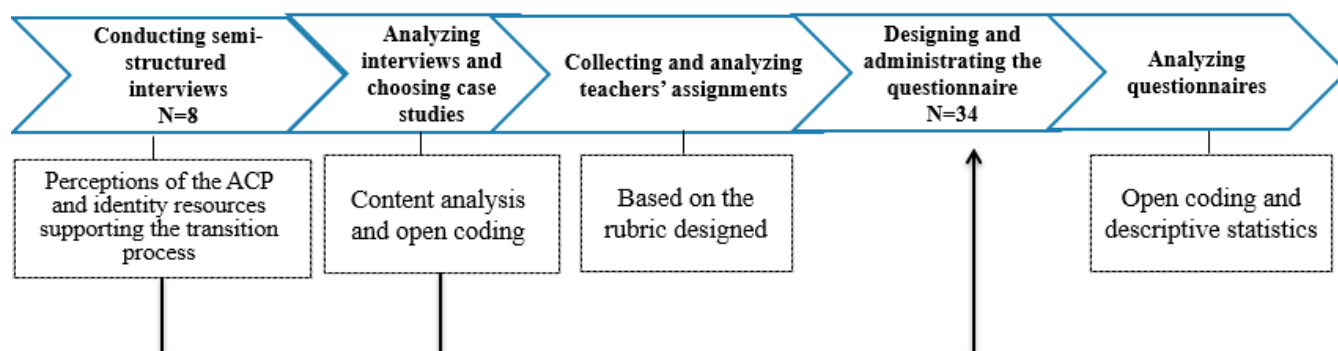 Conducting semi-
structured
interviews
N=8
Analyzing
interviews and
choosing case
studies
Collecting and analyzing
teachers' assignments
Designing and
administrating the
questionnaire
N=34
Analyzing
questionnaires
Perceptions of the ACP
and identity resources
supporting the transition
process
Content analysis
and open coding
Based on the
rubric designed
Open coding and
descriptive statistics